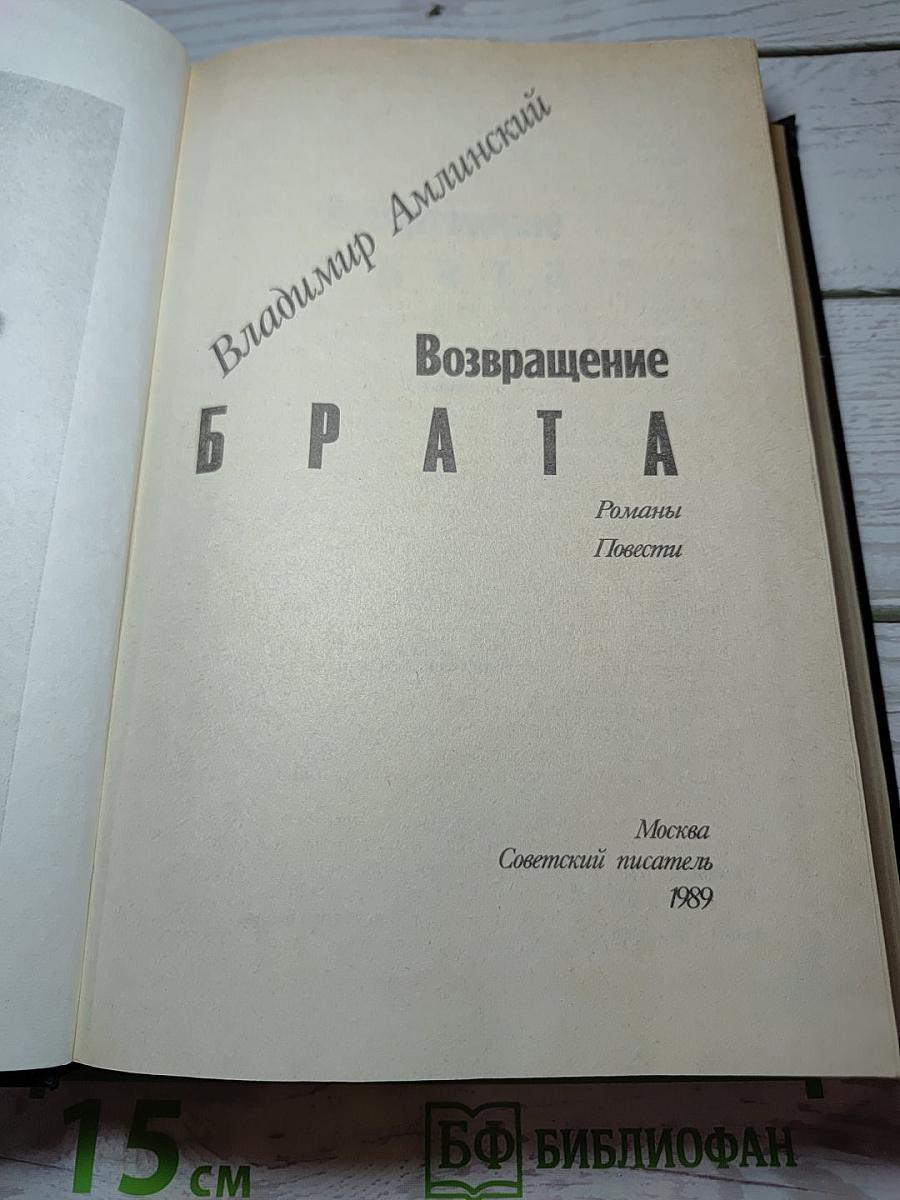 Владимир Амлинский
Возвращение
БРАТА
Романы
Повести
Москва
Советский писатель
1989
15 см
БФ БИБЛИОФАН